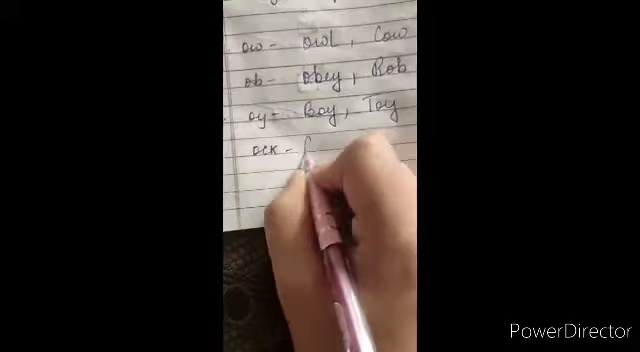 ow - owl, Cow
ob - obey, Rob
oy - Boy, Toy
ock -
PowerDirector